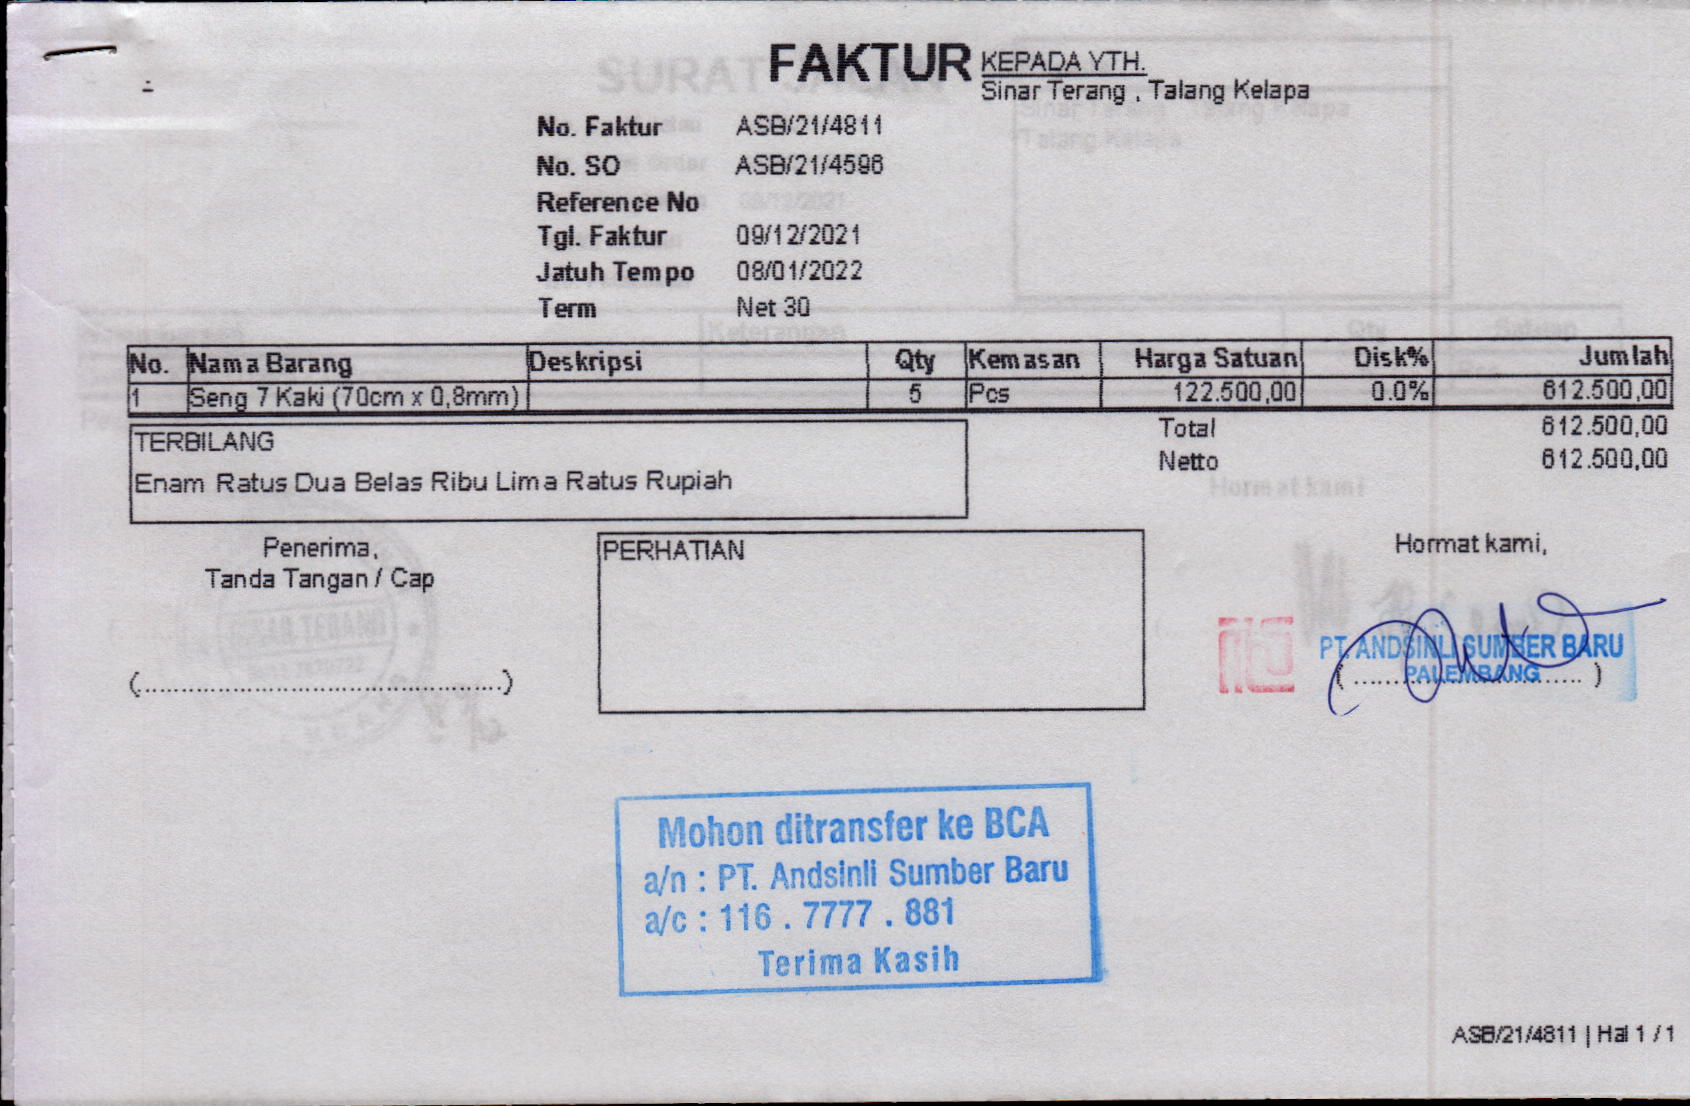 FAKTUR
KEPADA YTH.
Sinar Terang , Talang Kelapa
No. Faktur ASB/21/4811
No. SO ASB/21/4596
Reference No
Tgl. Faktur 09/12/2021
Jatuh Tempo 08/01/2022
Term Net 30
No. Nama Barang Deskripsi Qty Kemasan Harga Satuan Disk% Jumlah
1 Seng 7 Kaki (70cm x 0,8mm) 5 Pcs 122.500,00 0.0% 612.500,00
Total 612.500,00
Netto 612.500,00
TERBILANG
Enam Ratus Dua Belas Ribu Lima Ratus Rupiah
Penerima,
Tanda Tangan / Cap
(................................................)
PERHATIAN
Hormat kami,
PT. ANDSINLI SUMBER BARU
PALEMBANG
(...............................)
Mohon ditransfer ke BCA
a/n : PT. Andsinli Sumber Baru
a/c : 116 . 7777 . 881
Terima Kasih
ASB/21/4811 | Hal 1 / 1